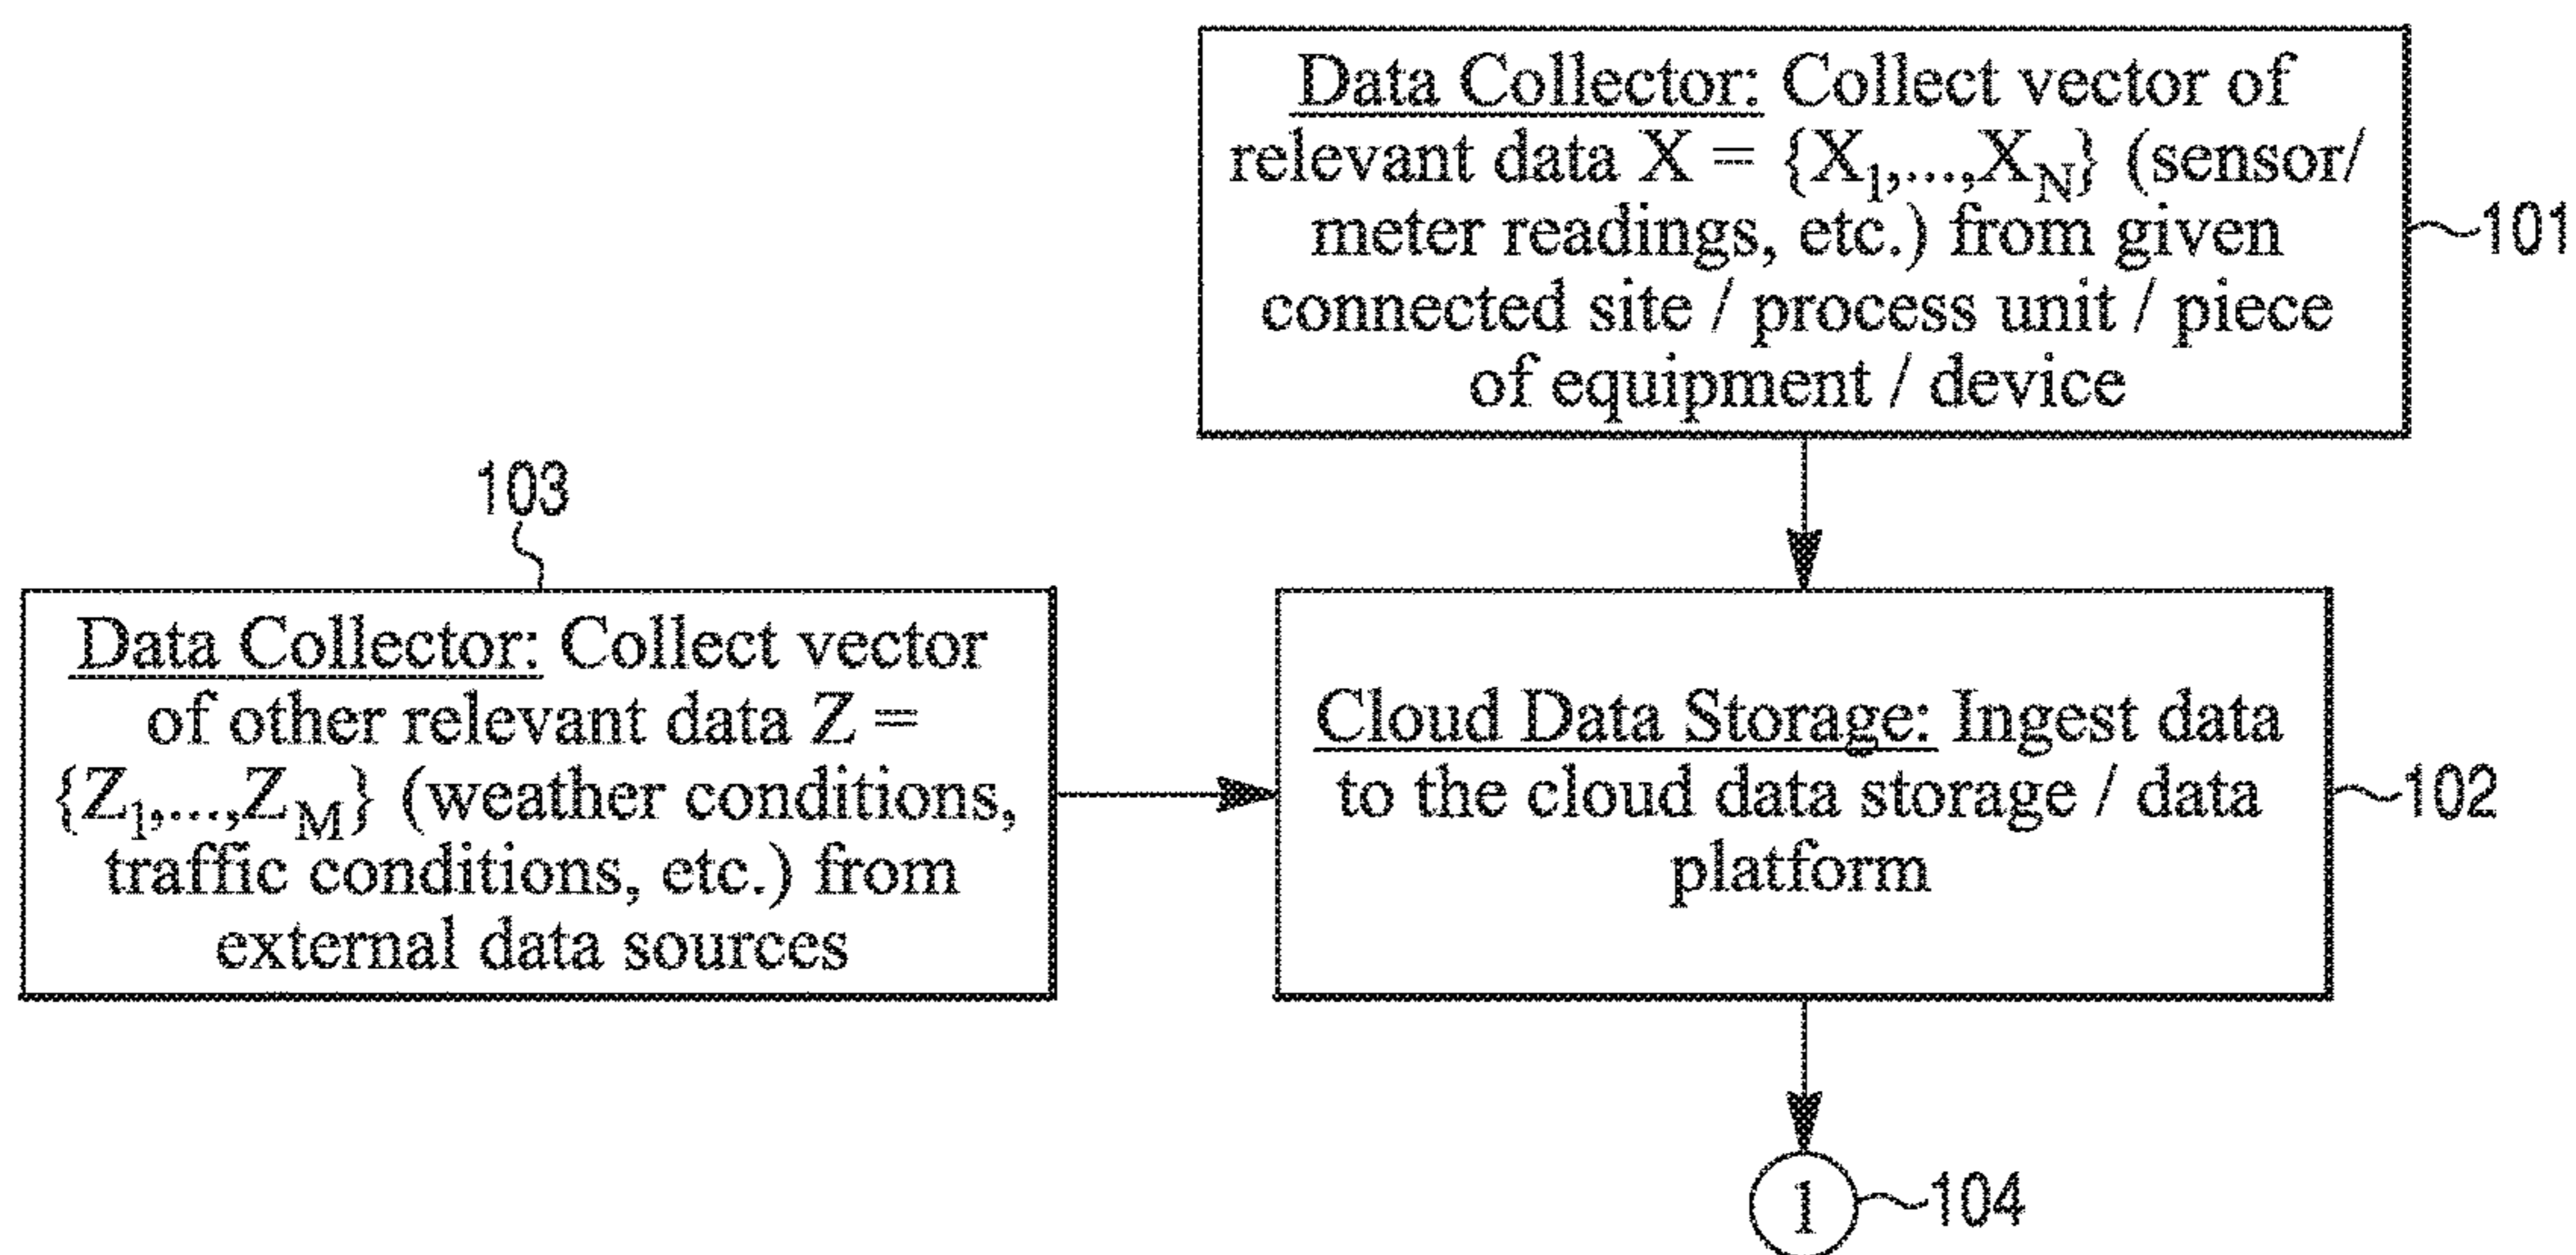 Data Collector: Collect vector of
relevant data X = {X₁,...,X_N} (sensor/
meter readings, etc.) from given
connected site / process unit / piece
of equipment / device
101
103
Data Collector: Collect vector
of other relevant data Z =
{Z₁,...,Z_M} (weather conditions,
traffic conditions, etc.) from
external data sources
Cloud Data Storage: Ingest data
to the cloud data storage / data
platform
102
1
104